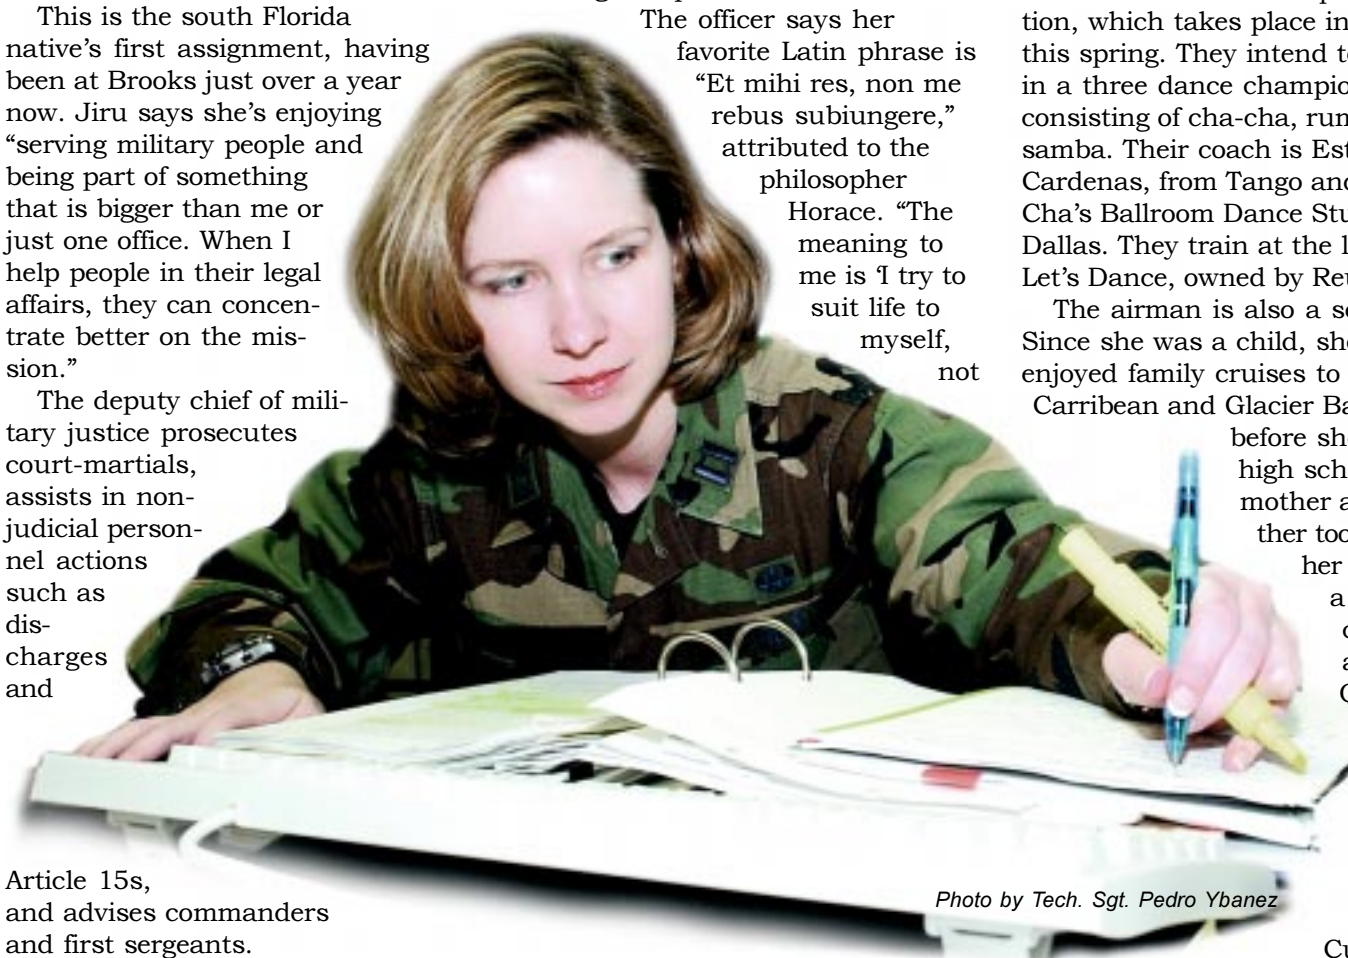 This is the south Florida
native’s first assignment, having
been at Brooks just over a year
now. Jiru says she’s enjoying
“serving military people and
being part of something
that is bigger than me or
just one office. When I
help people in their legal
affairs, they can concen-
trate better on the mis-
sion.”
The deputy chief of mili-
tary justice prosecutes
court-martials,
assists in non-
judicial person-
nel actions
such as
dis-
charges
and
Article 15s,
and advises commanders
and first sergeants.
The officer says her
favorite Latin phrase is
“Et mihi res, non me
rebus subiungere,”
attributed to the
philosopher
Horace. “The
meaning to
me is ‘I try to
suit life to
myself,
not
tion, which takes place in
this spring. They intend
in a three dance
consisting of cha-cha,
samba. Their coach is
Cardenas, from Tango
Cha’s Ballroom Dance
Dallas. They train at the
Let’s Dance, owned by
The airman is also a
Since she was a child,
enjoyed family cruises to
Carribean and Glacier
before
high
mother
ther
her
a
Photo by Tech. Sgt. Pedro Ybanez